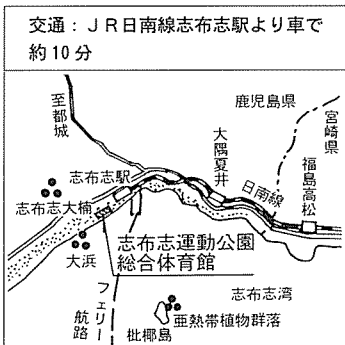 交通：ＪＲ日南線志布志駅より車で
約10分
至都城
鹿児島県
宮崎県
大隅夏井
福島高松
日南線
志布志駅
志布志大楠
志布志運動公園
総合体育館
大浜
フェリー
航路
志布志湾
亜熱帯植物群落
枇椰島